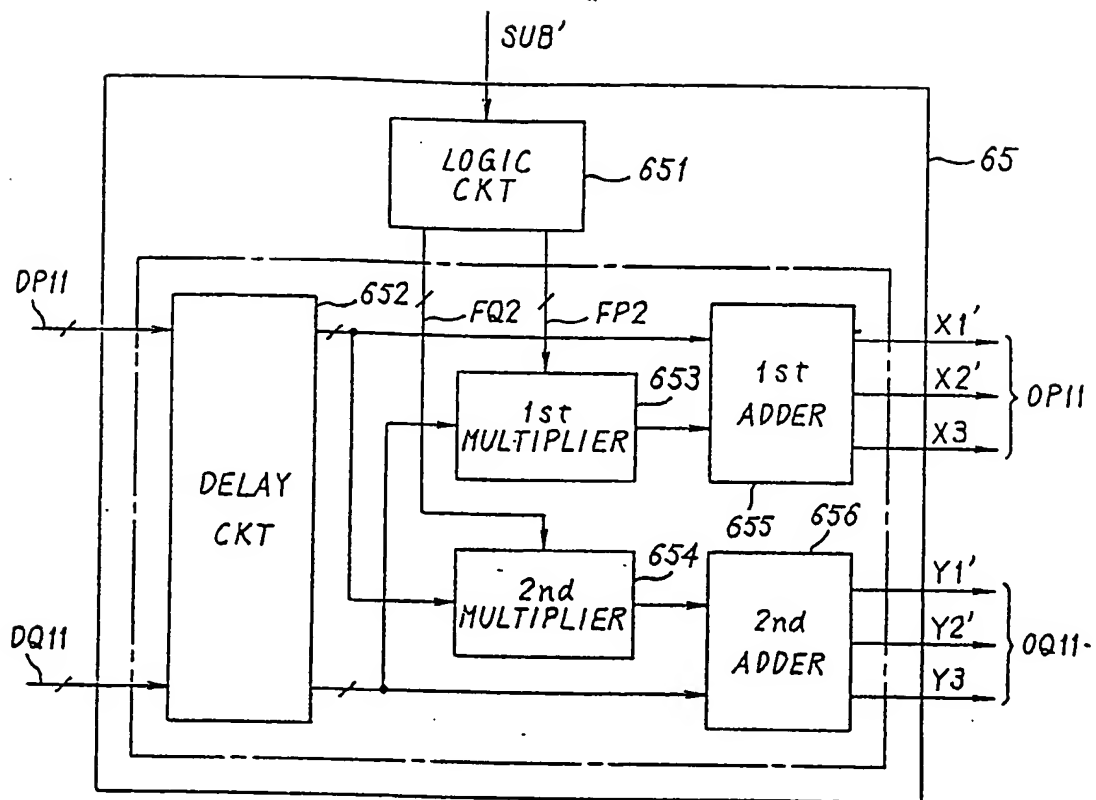 SUB'
LOGIC
CKT
651
65
DP11
652
FQ2
FP2
X1'
653
1st
MULTIPLIER
1st
ADDER
X2'
OP11
X3
DELAY
CKT
655
656
654
2nd
MULTIPLIER
Y1'
DQ11
2nd
ADDER
Y2'
OQ11
Y3